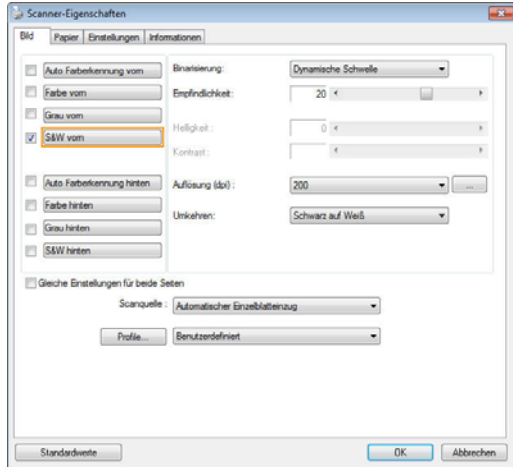 Scanner-Eigenschaften
Bild Papier Einstellungen Informationen
Auto Farberkennung vorn
Farbe vorn
Grau vorn
S&W vorn
Auto Farberkennung hinten
Farbe hinten
Grau hinten
S&W hinten
Binarisierung: Dynamische Schwelle
Empfindlichkeit: 20
Helligkeit : 0
Kontrast :
Auflösung (dpi) : 200 ...
Umkehren: Schwarz auf Weiß
Gleiche Einstellungen für beide Seiten
Scanquelle : Automatischer Einzelblatteinzug
Profile... Benutzerdefiniert
Standardwerte OK Abbrechen